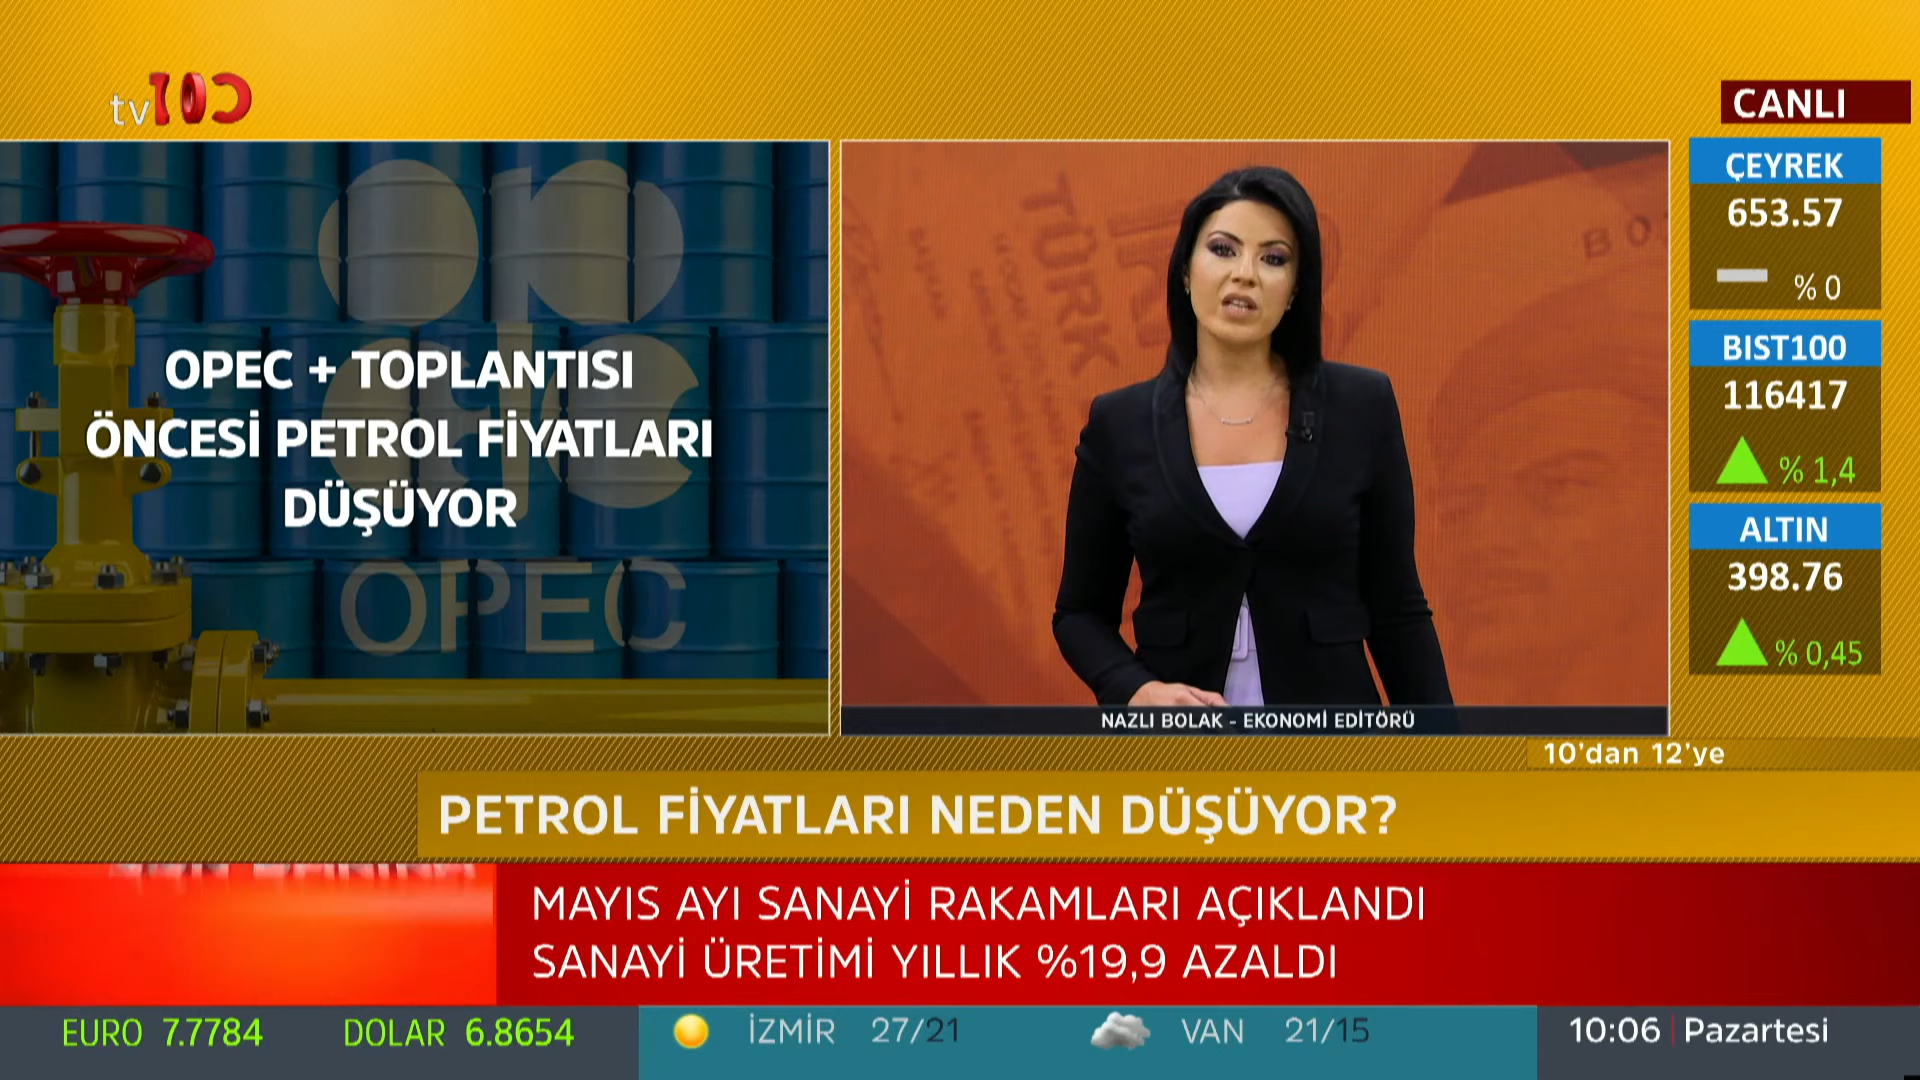 tv100
CANLI
OPEC + TOPLANTISI
ÖNCESİ PETROL FİYATLARI
DÜŞÜYOR
OPEC
TÜRK
NAZLI BOLAK - EKONOMİ EDİTÖRÜ
ÇEYREK
653.57
% 0
BIST100
116417
% 1,4
ALTIN
398.76
% 0,45
10'dan 12'ye
PETROL FİYATLARI NEDEN DÜŞÜYOR?
MAYIS AYI SANAYİ RAKAMLARI AÇIKLANDI
SANAYİ ÜRETİMİ YILLIK %19,9 AZALDI
EURO 7.7784 DOLAR 6.8654 İZMİR 27/21 VAN 21/15 10:06 Pazartesi